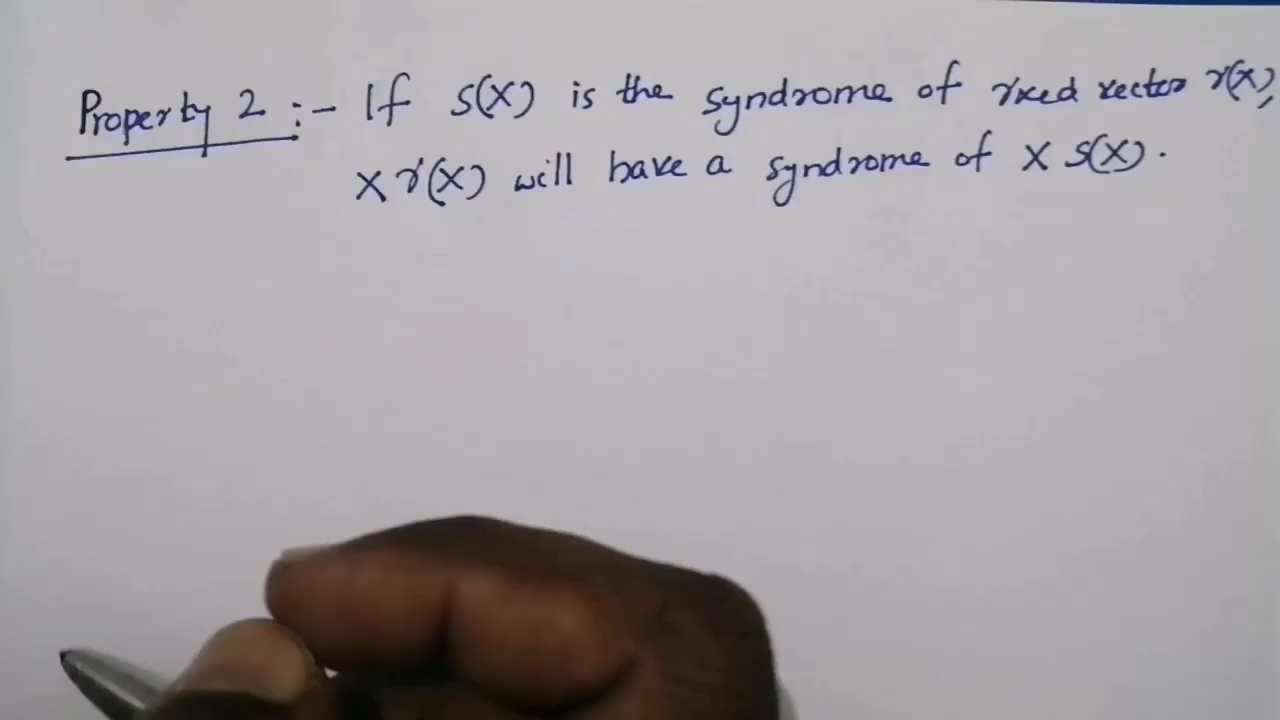 Property 2 :- If s(X) is the syndrome of rxed vector r(X),
X r(X) will have a syndrome of X s(X).